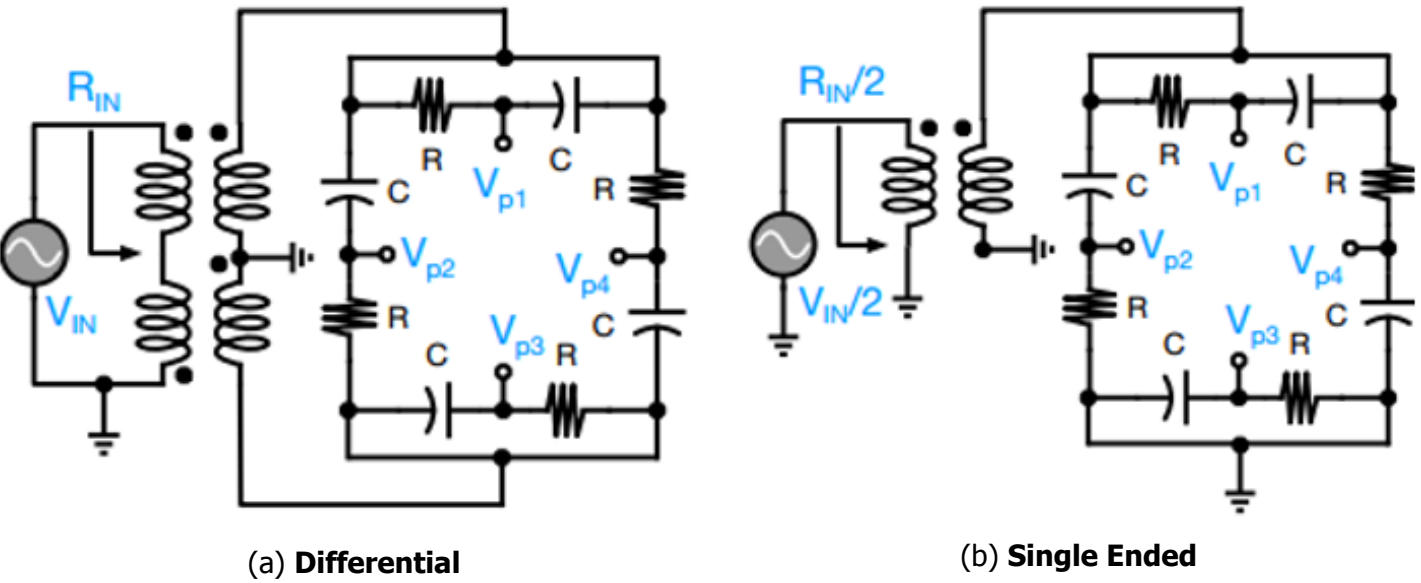 R_IN
V_IN
R
C
V_p1
C
R
V_p2
V_p4
R
C
V_p3
C
R
(a) Differential
R_IN/2
V_IN/2
R
C
V_p1
C
R
V_p2
V_p4
R
C
V_p3
C
R
(b) Single Ended